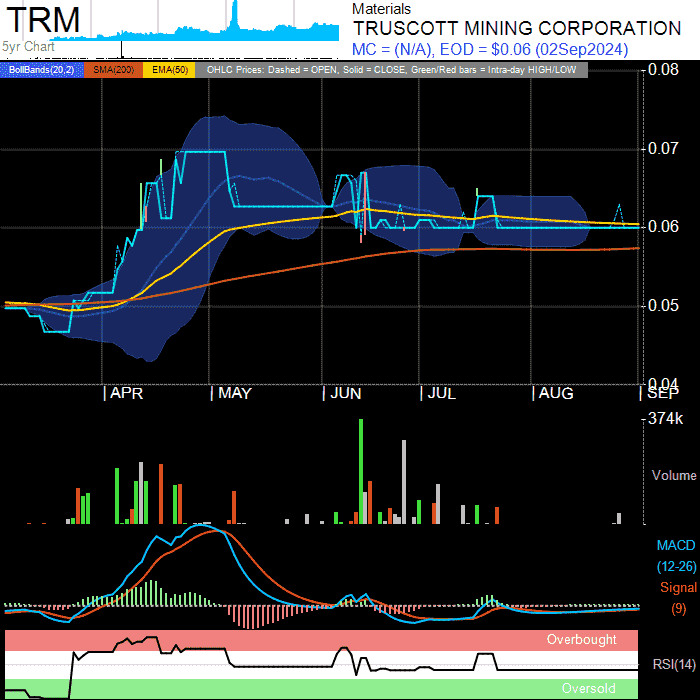 TRM
5yr Chart
Materials
TRUSCOTT MINING CORPORATION
MC = (N/A), EOD = $0.06 (02Sep2024)
BollBands(20,2) SMA(200) EMA(50) OHLC Prices: Dashed = OPEN, Solid = CLOSE, Green/Red bars = Intra-day HIGH/LOW
0.08
0.07
0.06
0.05
0.04
APR MAY JUN JUL AUG SEP
374k
Volume
MACD
(12-26)
Signal
(9)
Overbought
RSI(14)
Oversold